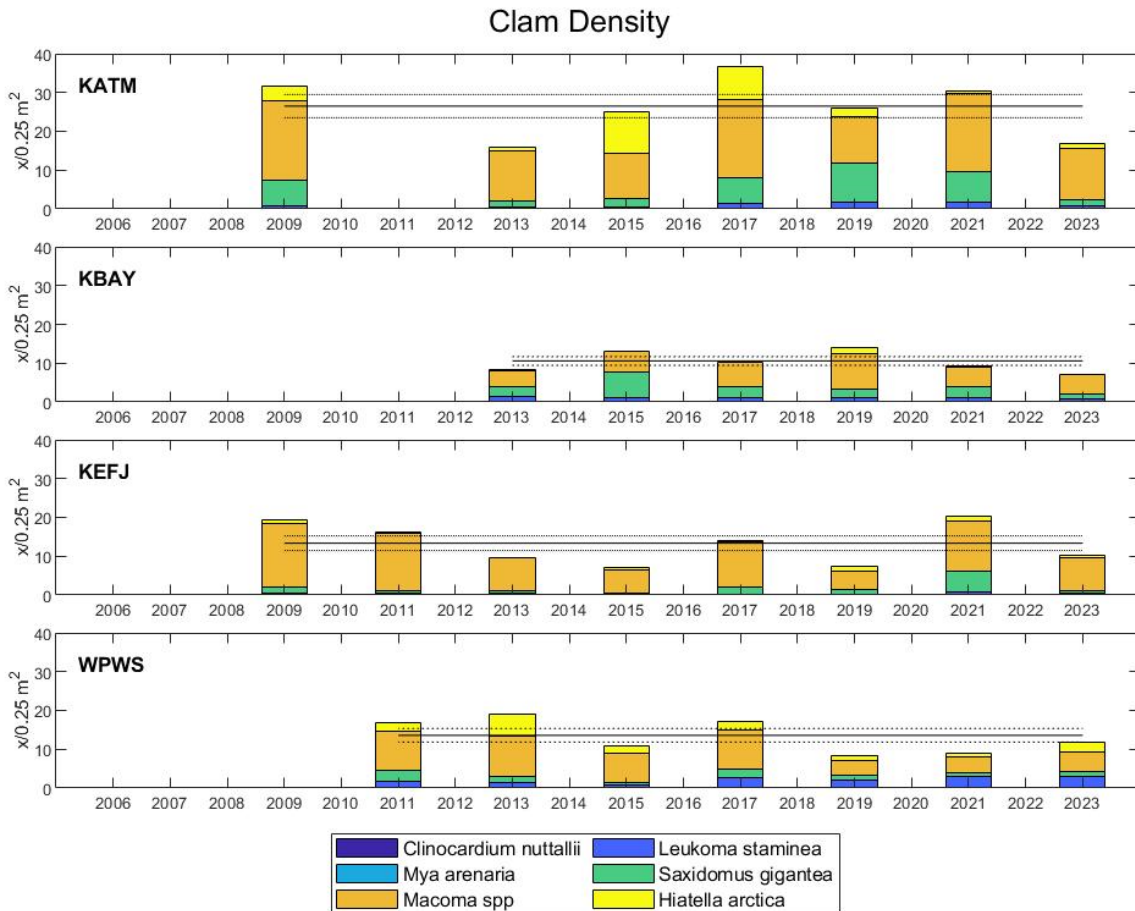 Clam Density
40
30
20
10
0
x/0.25 m²
KATM
2006 2007 2008 2009 2010 2011 2012 2013 2014 2015 2016 2017 2018 2019 2020 2021 2022 2023
40
30
20
10
0
x/0.25 m²
KBAY
2006 2007 2008 2009 2010 2011 2012 2013 2014 2015 2016 2017 2018 2019 2020 2021 2022 2023
40
30
20
10
0
x/0.25 m²
KEFJ
2006 2007 2008 2009 2010 2011 2012 2013 2014 2015 2016 2017 2018 2019 2020 2021 2022 2023
40
30
20
10
0
x/0.25 m²
WPWS
2006 2007 2008 2009 2010 2011 2012 2013 2014 2015 2016 2017 2018 2019 2020 2021 2022 2023
Clinocardium nuttallii Leukoma staminea
Mya arenaria Saxidomus gigantea
Macoma spp Hiatella arctica